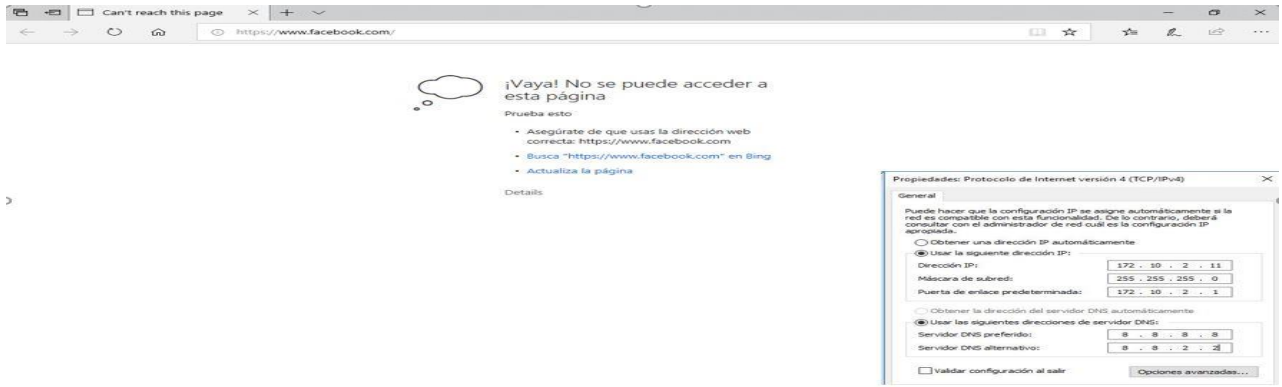 Can't reach this page
https://www.facebook.com/
¡Vaya! No se puede acceder a
esta página
Prueba esto
Asegúrate de que usas la dirección web
correcta: https://www.facebook.com
Busca "https://www.facebook.com" en Bing
Actualiza la página
Details
Propiedades: Protocolo de Internet versión 4 (TCP/IPv4)
General
Puede hacer que la configuración IP se asigne automáticamente si la
red es compatible con esta funcionalidad. De lo contrario, deberá
consultar con el administrador de red cuál es la configuración IP
apropiada.
Obtener una dirección IP automáticamente
Usar la siguiente dirección IP:
Dirección IP: 172 . 10 . 2 . 11
Máscara de subred: 255 . 255 . 255 . 0
Puerta de enlace predeterminada: 172 . 10 . 2 . 1
Obtener la dirección del servidor DNS automáticamente
Usar las siguientes direcciones de servidor DNS:
Servidor DNS preferido: 8 . 8 . 8 . 8
Servidor DNS alternativo: 8 . 8 . 2 . 2
Validar configuración al salir Opciones avanzadas...